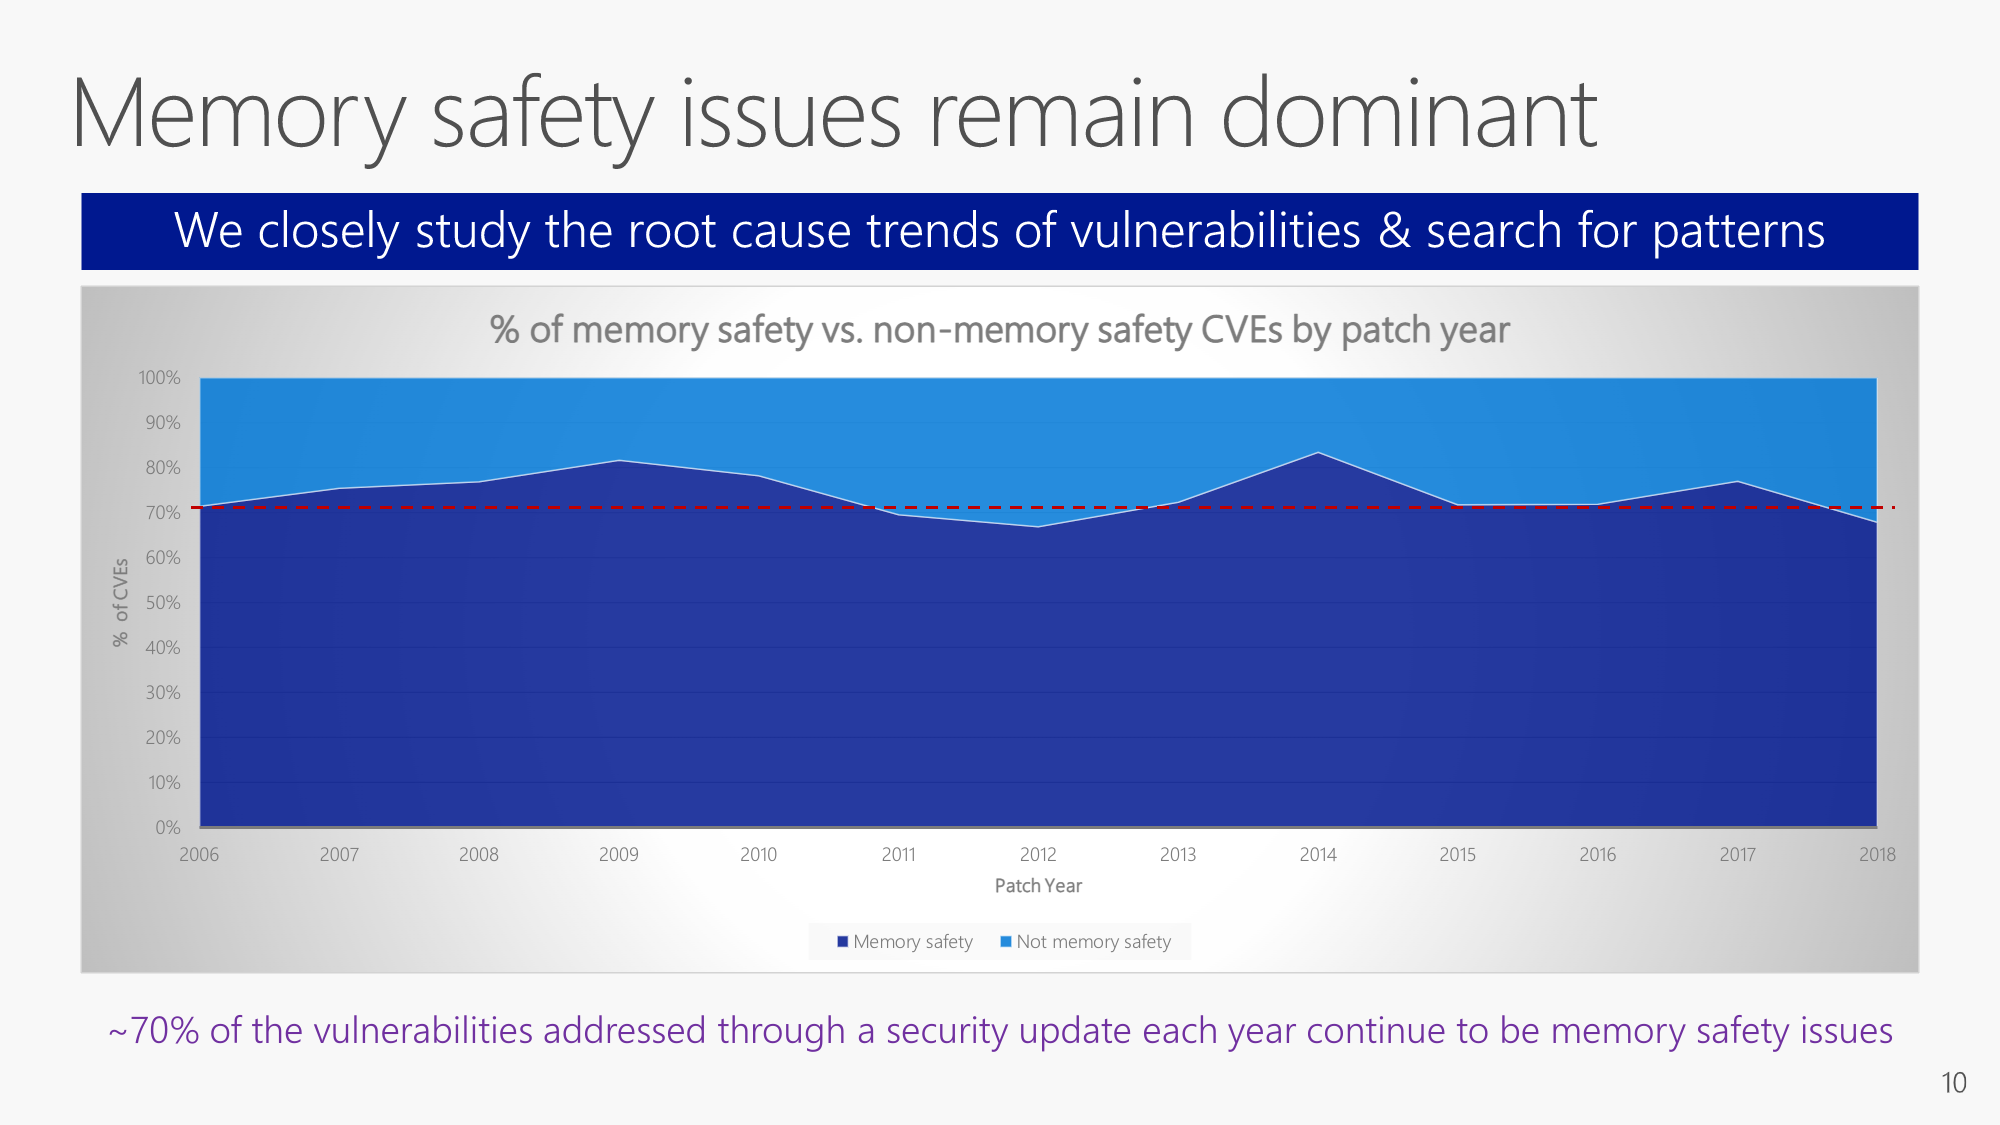 Memory safety issues remain dominant
We closely study the root cause trends of vulnerabilities & search for patterns
% of memory safety vs. non-memory safety CVEs by patch year
100%
90%
80%
70%
60%
50%
40%
30%
20%
10%
0%
% of CVEs
2006 2007 2008 2009 2010 2011 2012 2013 2014 2015 2016 2017 2018
Patch Year
Memory safety Not memory safety
~70% of the vulnerabilities addressed through a security update each year continue to be memory safety issues
10